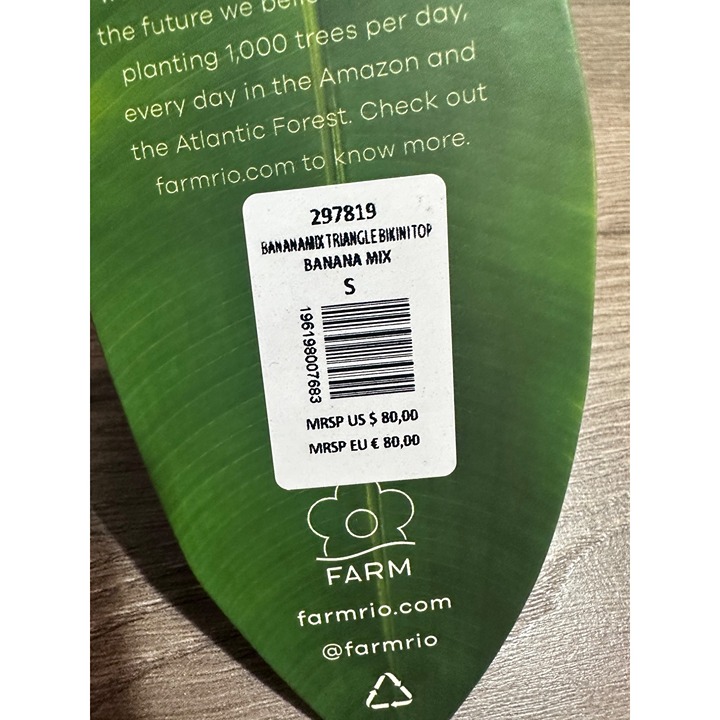 the future we
planting 1,000 trees per day,
every day in the Amazon and
the Atlantic Forest. Check out
farmrio.com to know more.
297819
BANANAMIX TRIANGLE BIKINI TOP
BANANA MIX
S
196198007683
MRSP US $ 80,00
MRSP EU € 80,00
FARM
farmrio.com
@farmrio